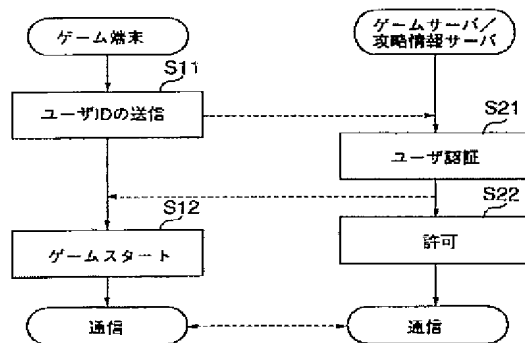 ゲーム端末
ゲームサーバ／
攻略情報サーバ
S11
ユーザIDの送信
S21
ユーザ認証
S12
ゲームスタート
S22
許可
通信
通信